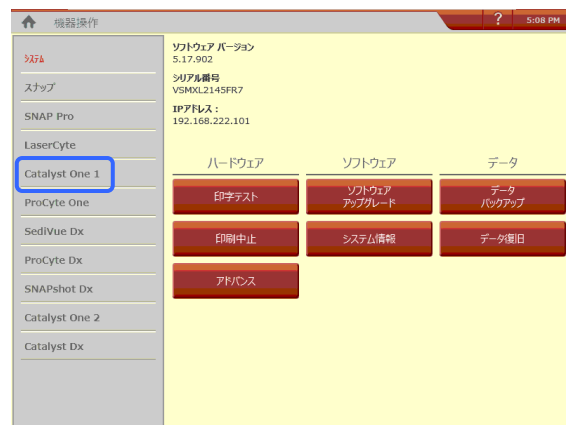 機器操作
?
5:08 PM
システム
スナップ
SNAP Pro
LaserCyte
Catalyst One 1
ProCyte One
SediVue Dx
ProCyte Dx
SNAPshot Dx
Catalyst One 2
Catalyst Dx
ソフトウェア バージョン
5.17.902
シリアル番号
VSMXL2145FR7
IPアドレス：
192.168.222.101
ハードウェア
ソフトウェア
データ
印字テスト
ソフトウェア
アップグレード
データ
バックアップ
印刷中止
システム情報
データ復旧
アドバンス